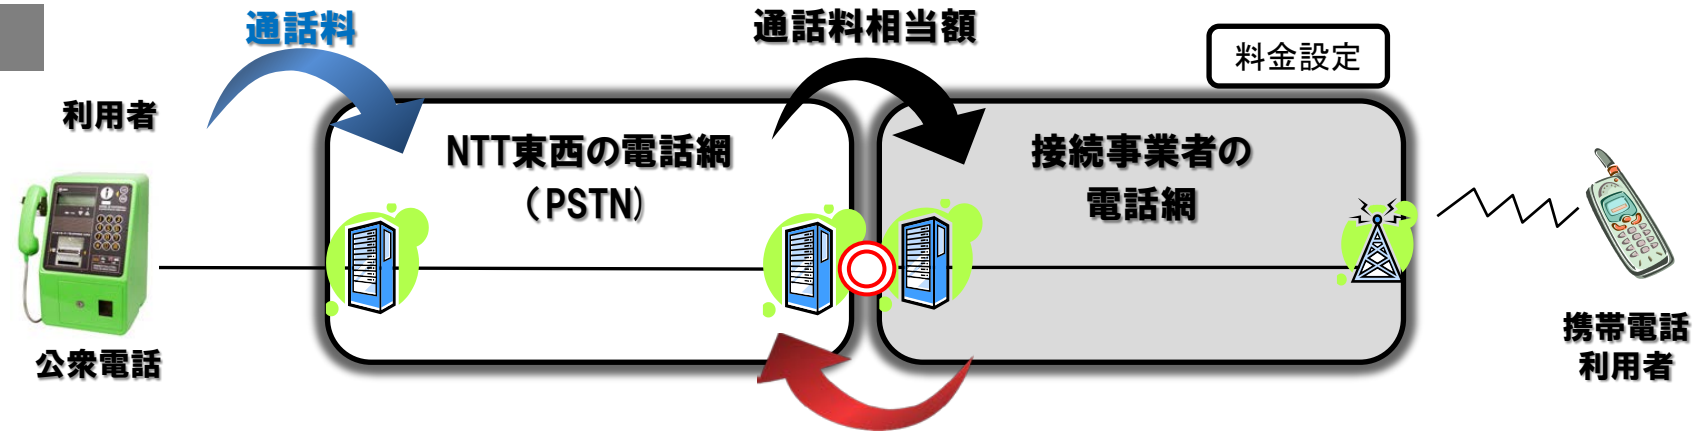 通話料
通話料相当額
料金設定
利用者
NTT東西の電話網
（PSTN)
接続事業者の
電話網
公衆電話
携帯電話
利用者